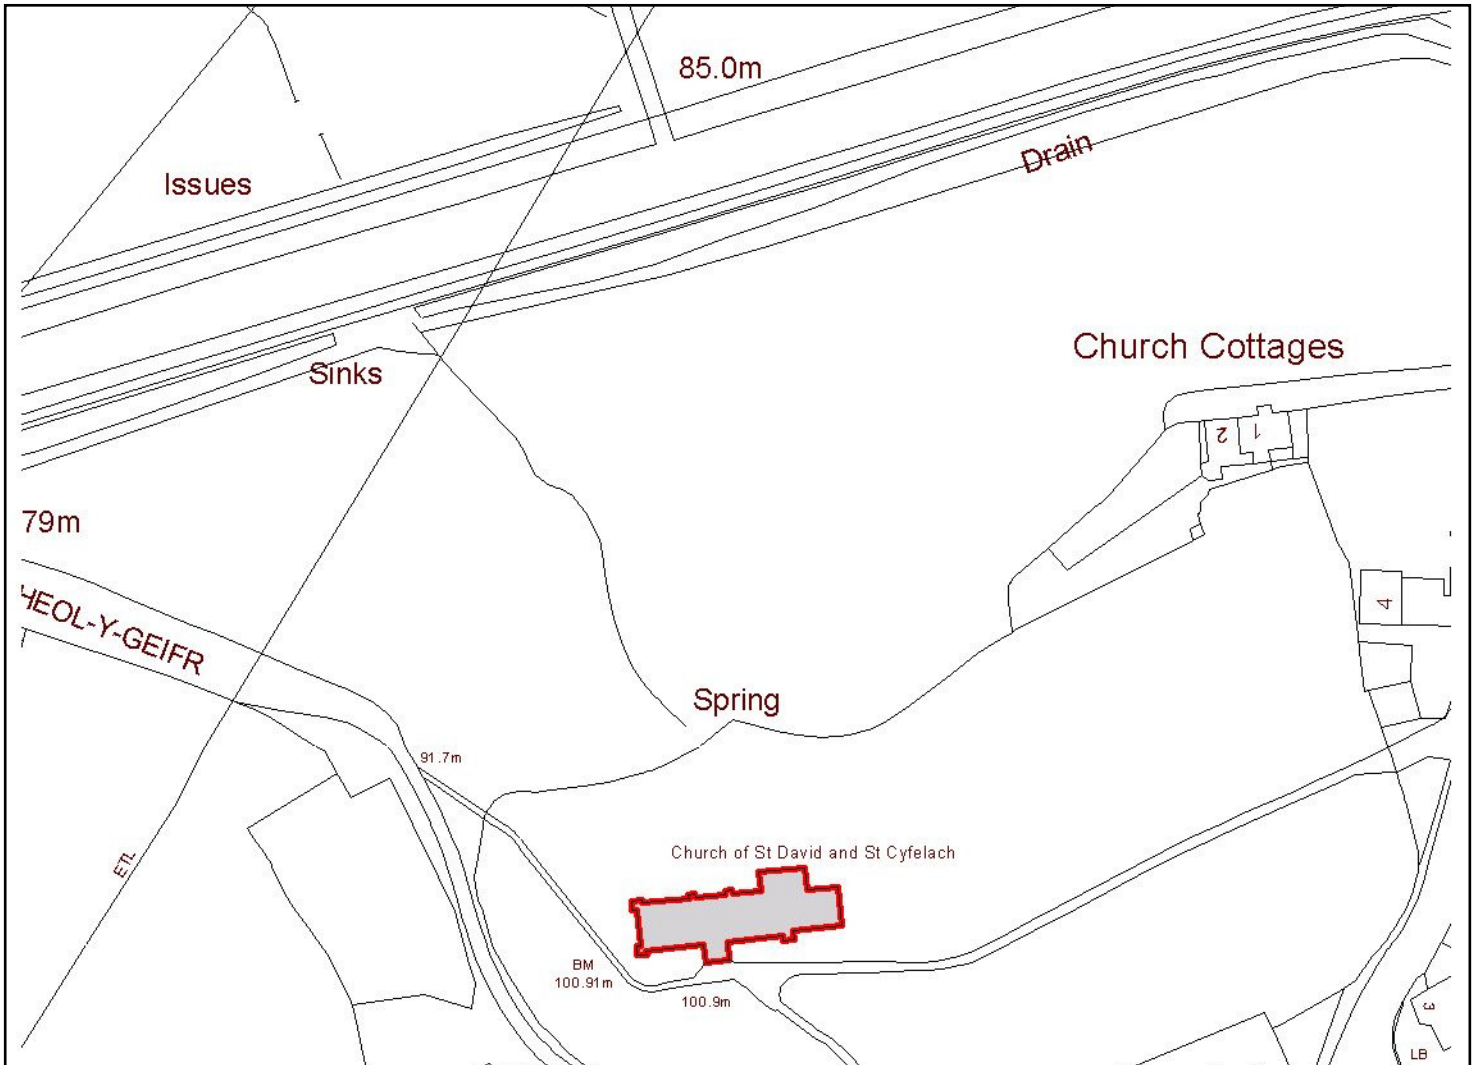 85.0m
Drain
Issues
Church Cottages
Sinks
2
1
79m
HEOL-Y-GEIFR
4
Spring
91.7m
ETL
Church of St David and St Cyfelach
BM
100.91m
100.9m
3
LB